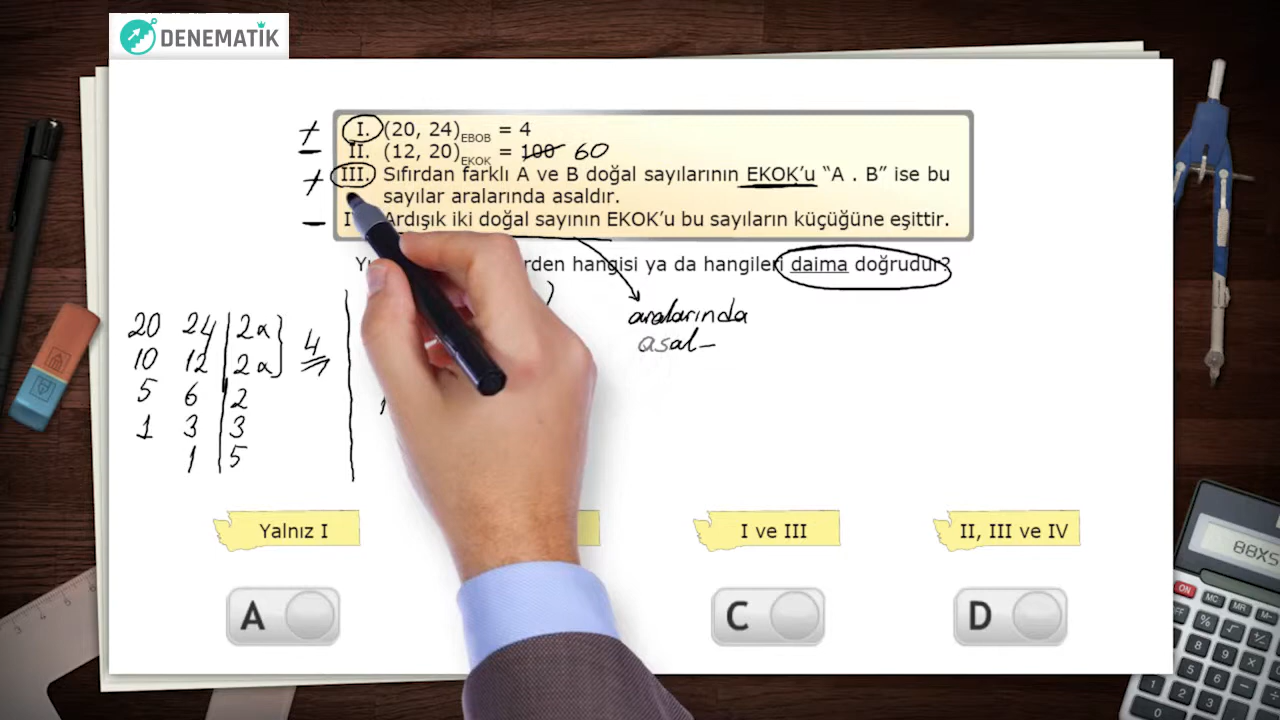 DENEMATİK
I. (20, 24)EBOB = 4
II. (12, 20)EKOK = 100 60
III. Sıfırdan farklı A ve B doğal sayılarının EKOK’u “A . B” ise bu
sayılar aralarında asaldır.
Ardışık iki doğal sayının EKOK’u bu sayıların küçüğüne eşittir.
hangisi ya da hangileri daima doğrudur?
aralarında
asal
20 24 2a
10 12 2a
4
5 6 2
1 3 3
1 5
Yalnız I
I ve III
II, III ve IV
A
C
D